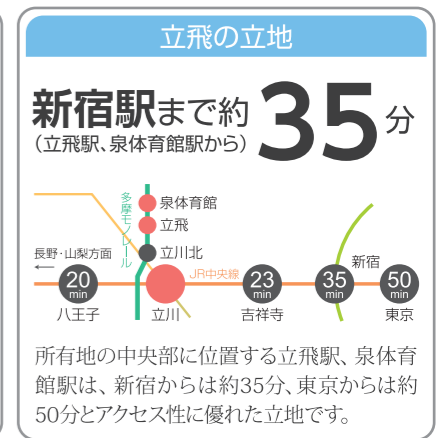 立飛の立地
新宿駅まで約35分
（立飛駅、泉体育館駅から）
多摩モノレール
泉体育館
立飛
立川北
長野・山梨方面
←
JR中央線
新宿
20 min
23 min
35 min
50 min
八王子
立川
吉祥寺
東京
所有地の中央部に位置する立飛駅、泉体育
館駅は、新宿からは約35分、東京からは約
50分とアクセス性に優れた立地です。